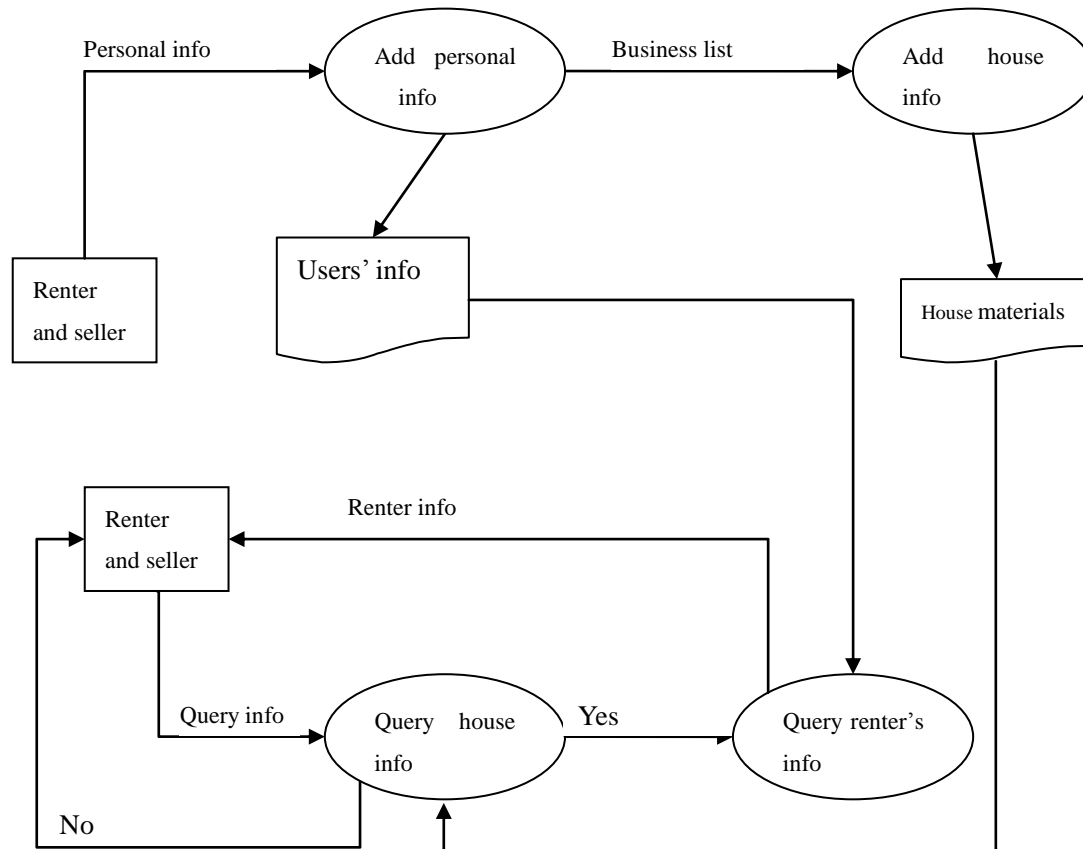 Personal info
Add personal
info
Business list
Add house
info
Renter
and seller
Users’ info
House materials
Renter
and seller
Renter info
Query info
Query house
info
Yes
Query renter’s
info
No